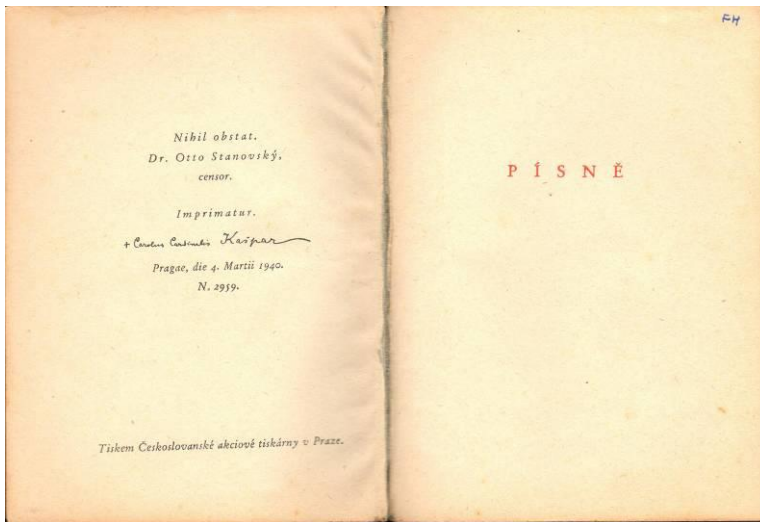 Nihil obstat.
Dr. Otto Stanovský,
censor.
Imprimatur.
+ Carolus Cardinalis Kašpar
Pragae, die 4. Martii 1940.
N. 2959.
Tiskem Československé akciové tiskárny v Praze.
FH
PÍSNĚ